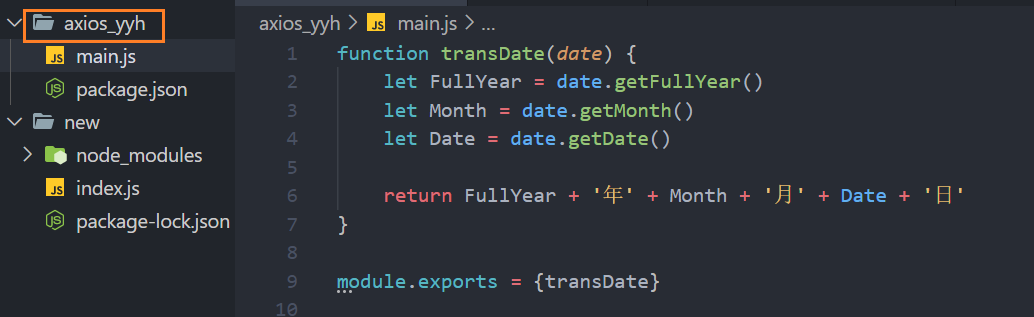 axios_yyh
main.js
package.json
new
node_modules
index.js
package-lock.json
axios_yyh > JS main.js > ...
1 function transDate(date) {
2 let FullYear = date.getFullYear()
3 let Month = date.getMonth()
4 let Date = date.getDate()
5
6 return FullYear + '年' + Month + '月' + Date + '日'
7 }
8
9 module.exports = {transDate}
10